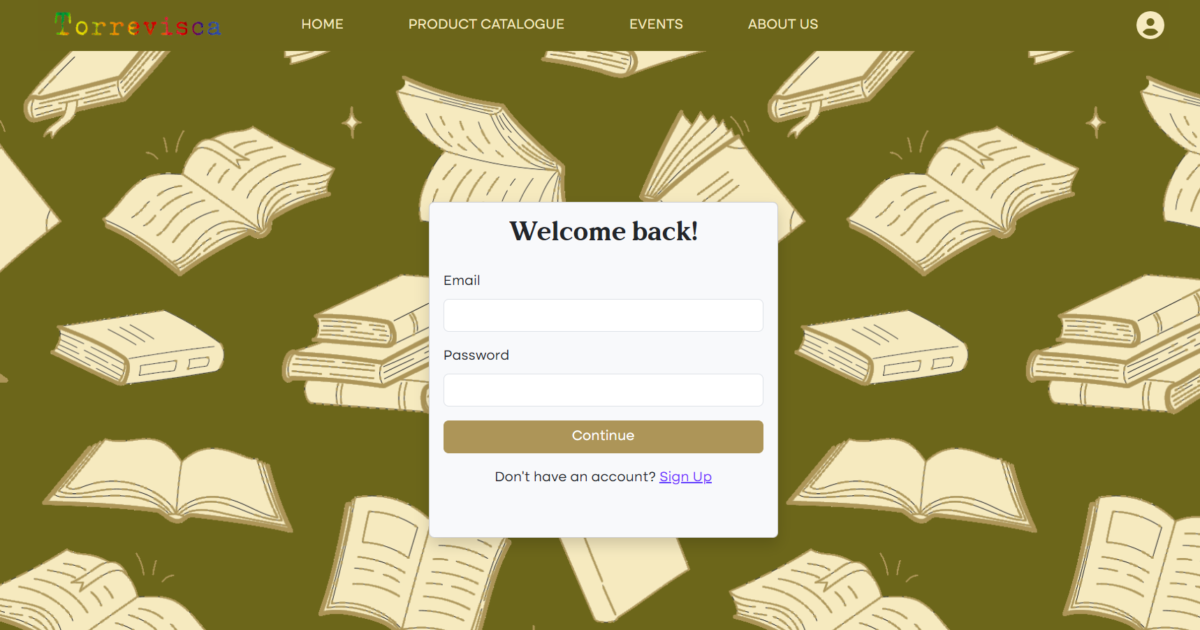 Torrevisca
HOME
PRODUCT CATALOGUE
EVENTS
ABOUT US
Welcome back!
Email
Password
Continue
Don't have an account? Sign Up